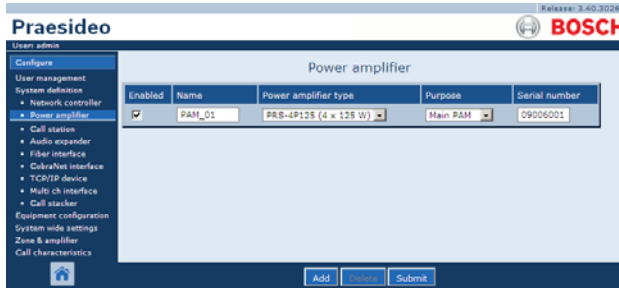 Release: 3.40.3026
Praesideo
BOSCH
User: admin
Configure
User management
System definition
• Network controller
• Power amplifier
• Call station
• Audio expander
• Fiber interface
• CobraNet interface
• TCP/IP device
• Multi ch interface
• Call stacker
Equipment configuration
System wide settings
Zone & amplifier
Call characteristics
Power amplifier
Enabled Name Power amplifier type Purpose Serial number
PAM_01 PRS-4P125 (4 x 125 W) Main PAM 09006001
Add Delete Submit